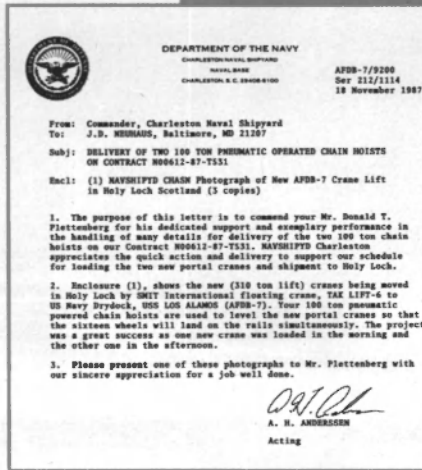 DEPARTMENT OF THE NAVY
CHARLESTON NAVAL SHIPYARD
NAVAL BASE
CHARLESTON, S.C. 29408-6100
AFDB-7/9200
Ser 212/1114
18 November 1987
From: Commander, Charleston Naval Shipyard
To: J.D. NEUHAUS, Baltimore, MD 21207
Subj: DELIVERY OF TWO 100 TON PNEUMATIC OPERATED CHAIN HOISTS
ON CONTRACT N00612-87-T531
Encl: (1) NAVSHIPYD CHASN Photograph of New AFDB-7 Crane Lift
in Holy Loch Scotland (3 copies)
1. The purpose of this letter is to commend your Mr. Donald T.
Plettenberg for his dedicated support and exemplary performance in
the handling of many details for delivery of the two 100 ton chain
hoists on our Contract N00612-87-T531. NAVSHIPYD Charleston
appreciates the quick action and delivery to support our schedule
for loading the two new portal cranes and shipment to Holy Loch.
2. Enclosure (1), shows the new (310 ton lift) cranes being moved
in Holy Loch by SMIT International floating crane, TAK LIFT-6 to
US Navy Drydock, USS LOS ALAMOS (AFDB-7). Your 100 ton pneumatic
powered chain hoists are used to level the new portal cranes so that
the sixteen wheels will land on the rails simultaneously. The project
was a great success as one new crane was loaded in the morning and
the other one in the afternoon.
3. Please present one of these photographs to Mr. Plettenberg with
our sincere appreciation for a job well done.
A. H. ANDERSSEN
Acting